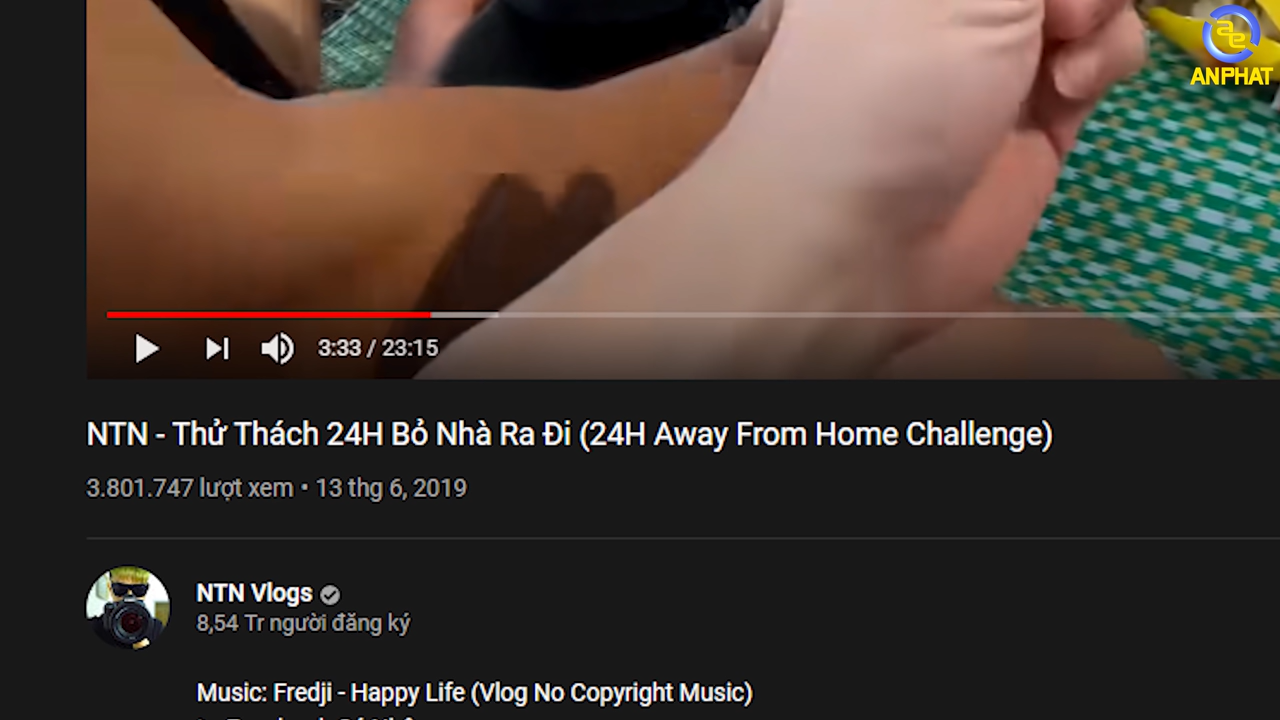 ae
ANPHAT
3:33 / 23:15
NTN - Thử Thách 24H Bỏ Nhà Ra Đi (24H Away From Home Challenge)
3.801.747 lượt xem • 13 thg 6, 2019
NTN Vlogs
8,54 Tr người đăng ký
Music: Fredji - Happy Life (Vlog No Copyright Music)